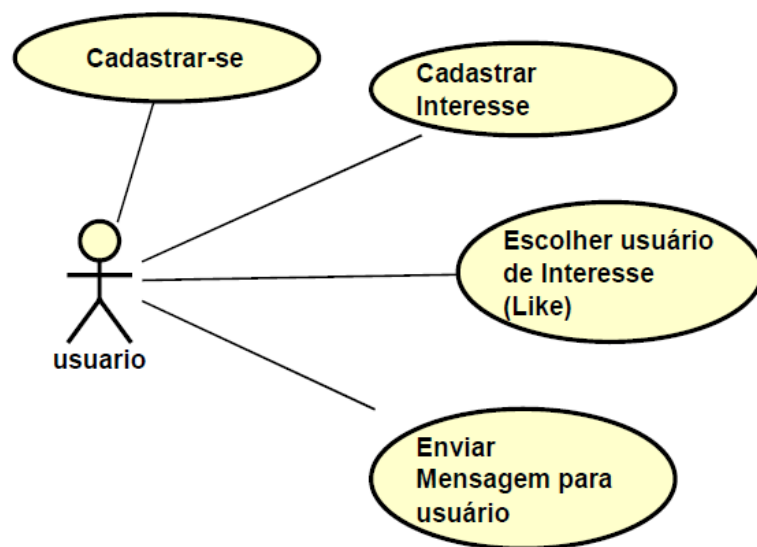 Cadastrar-se
Cadastrar
Interesse
Escolher usuário
de Interesse
(Like)
usuario
Enviar
Mensagem para
usuário